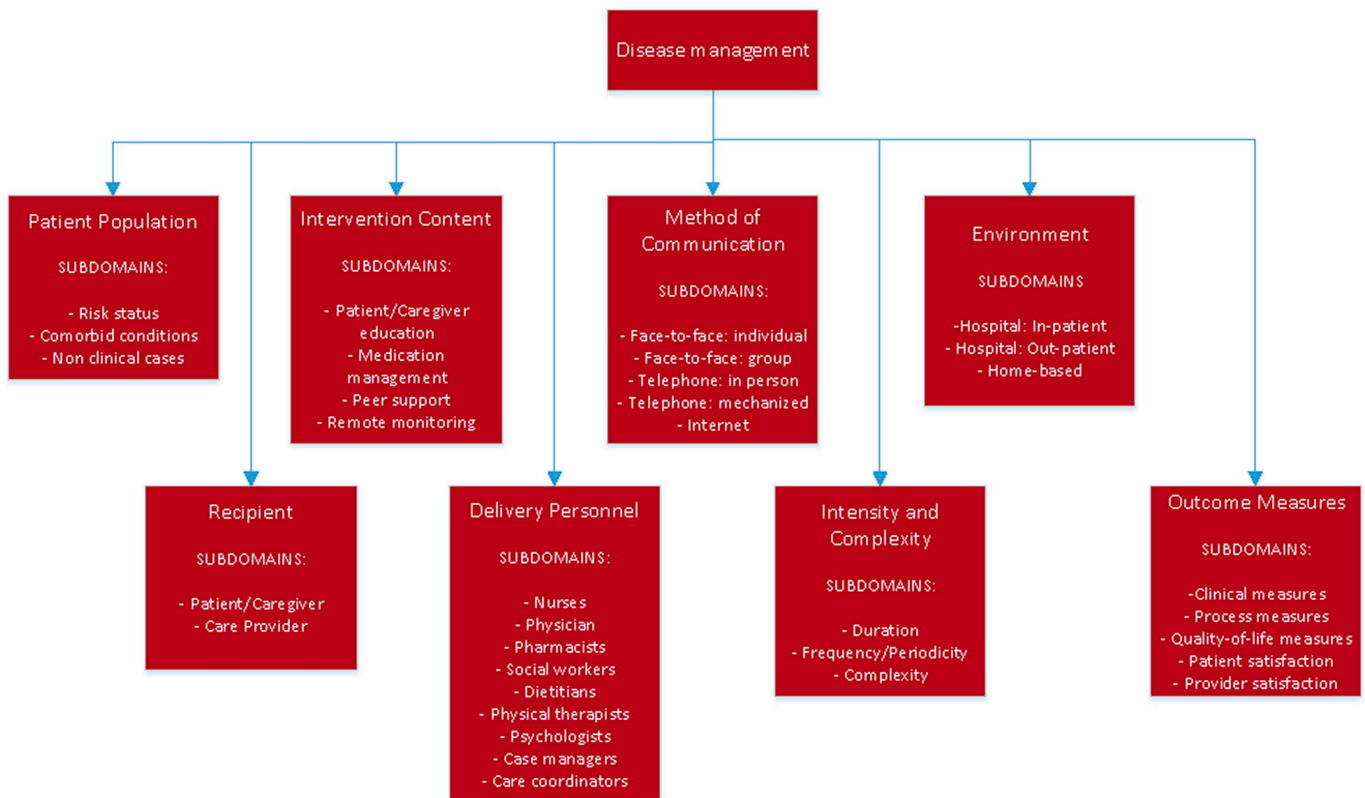 Disease management
Patient Population
SUBDOMAINS:
- Risk status
- Comorbid conditions
- Non clinical cases
Intervention Content
SUBDOMAINS:
- Patient/Caregiver
education
- Medication
management
- Peer support
- Remote monitoring
Method of
Communication
SUBDOMAINS:
- Face-to-face: individual
- Face-to-face: group
- Telephone: in person
- Telephone: mechanized
- Internet
Environment
SUBDOMAINS
-Hospital: In-patient
-Hospital: Out-patient
- Home-based
Recipient
SUBDOMAINS:
- Patient/Caregiver
- Care Provider
Delivery Personnel
SUBDOMAINS:
- Nurses
- Physician
- Pharmacists
- Social workers
- Dietitians
- Physical therapists
- Psychologists
- Case managers
- Care coordinators
Intensity and
Complexity
SUBDOMAINS:
- Duration
- Frequency/Periodicity
- Complexity
Outcome Measures
SUBDOMAINS:
-Clinical measures
- Process measures
- Quality-of-life measures
- Patient satisfaction
- Provider satisfaction